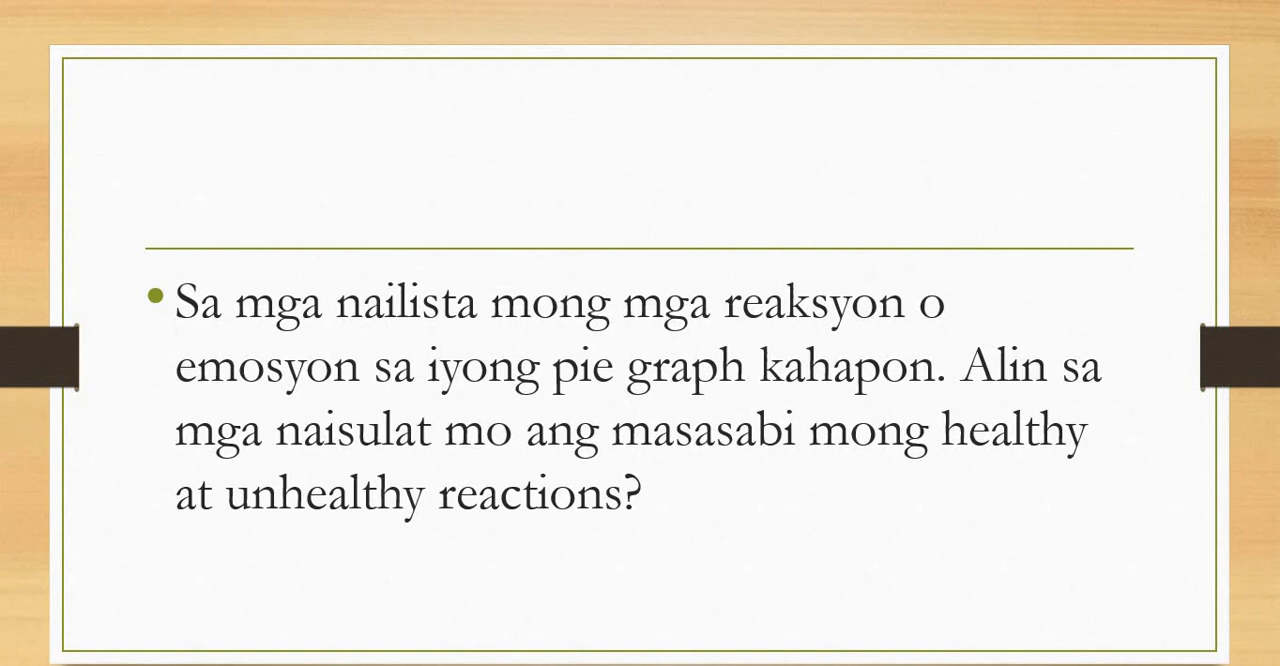 • Sa mga nailista mong mga reaksyon o
emosyon sa iyong pie graph kahapon. Alin sa
mga naisulat mo ang masasabi mong healthy
at unhealthy reactions?